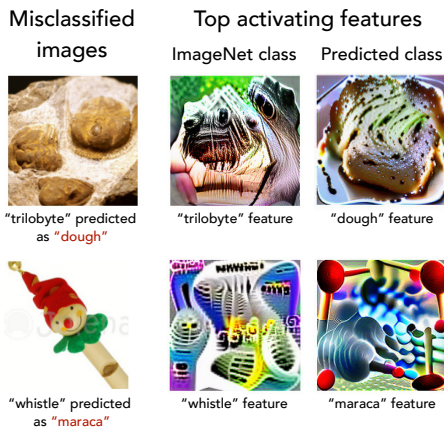 Misclassified images
Top activating features
ImageNet class
Predicted class
"trilobyte" predicted
as "dough"
"trilobyte" feature
"dough" feature
"whistle" predicted
as "maraca"
"whistle" feature
"maraca" feature